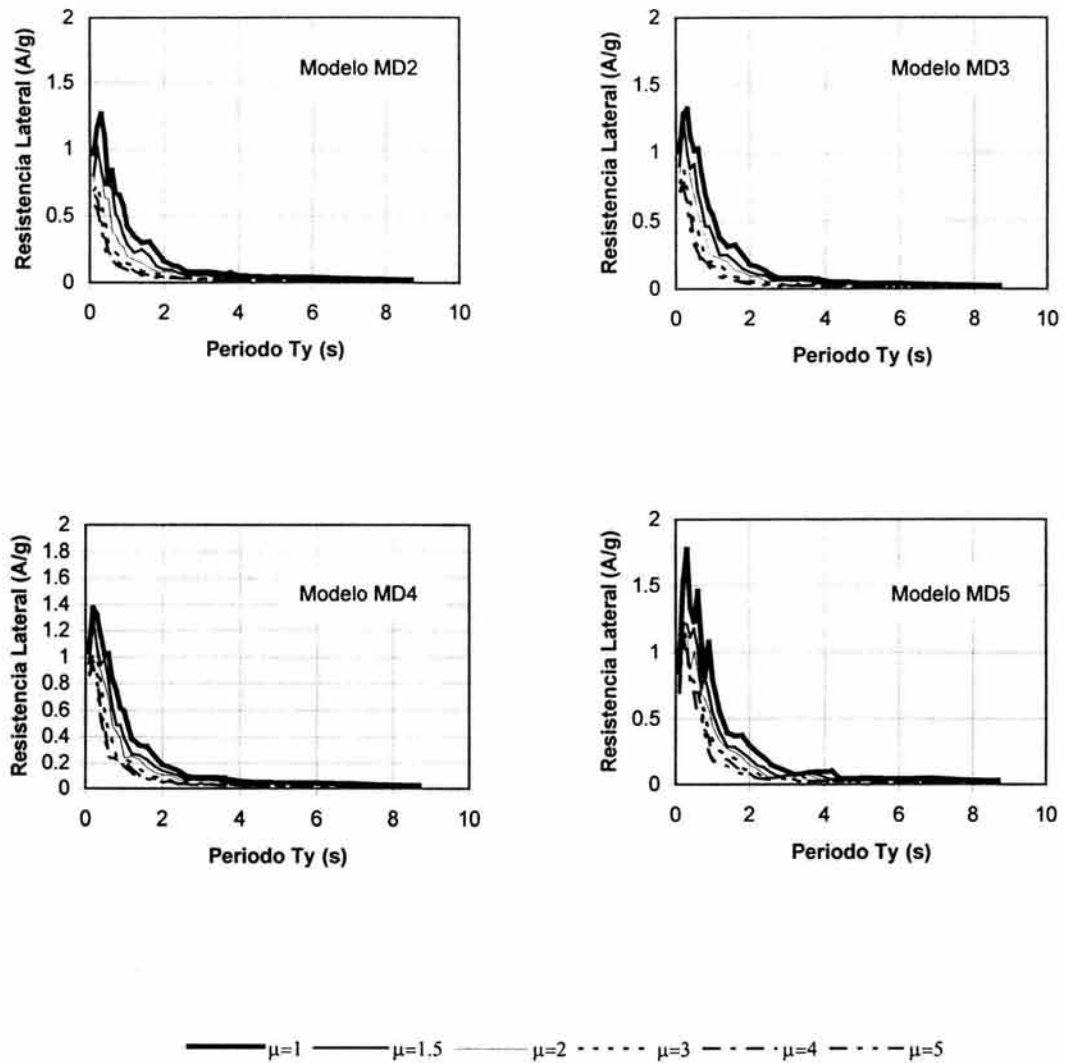 Resistencia Lateral (A/g)
2
1.5
1
0.5
0
Modelo MD2
0 2 4 6 8 10
Periodo Ty (s)
Resistencia Lateral (A/g)
2
1.5
1
0.5
0
Modelo MD3
0 2 4 6 8 10
Periodo Ty (s)
Resistencia Lateral (A/g)
2
1.8
1.6
1.4
1.2
1
0.8
0.6
0.4
0.2
0
Modelo MD4
0 2 4 6 8 10
Periodo Ty (s)
Resistencia Lateral (A/g)
2
1.5
1
0.5
0
Modelo MD5
0 2 4 6 8 10
Periodo Ty (s)
μ=1 μ=1.5 μ=2 μ=3 μ=4 μ=5